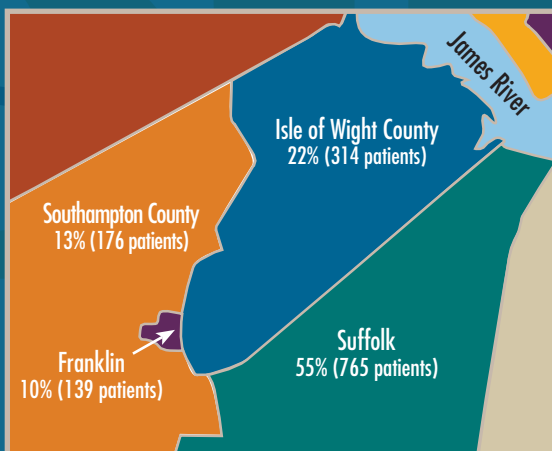 James River
Isle of Wight County
22% (314 patients)
Southampton County
13% (176 patients)
Suffolk
55% (765 patients)
Franklin
10% (139 patients)